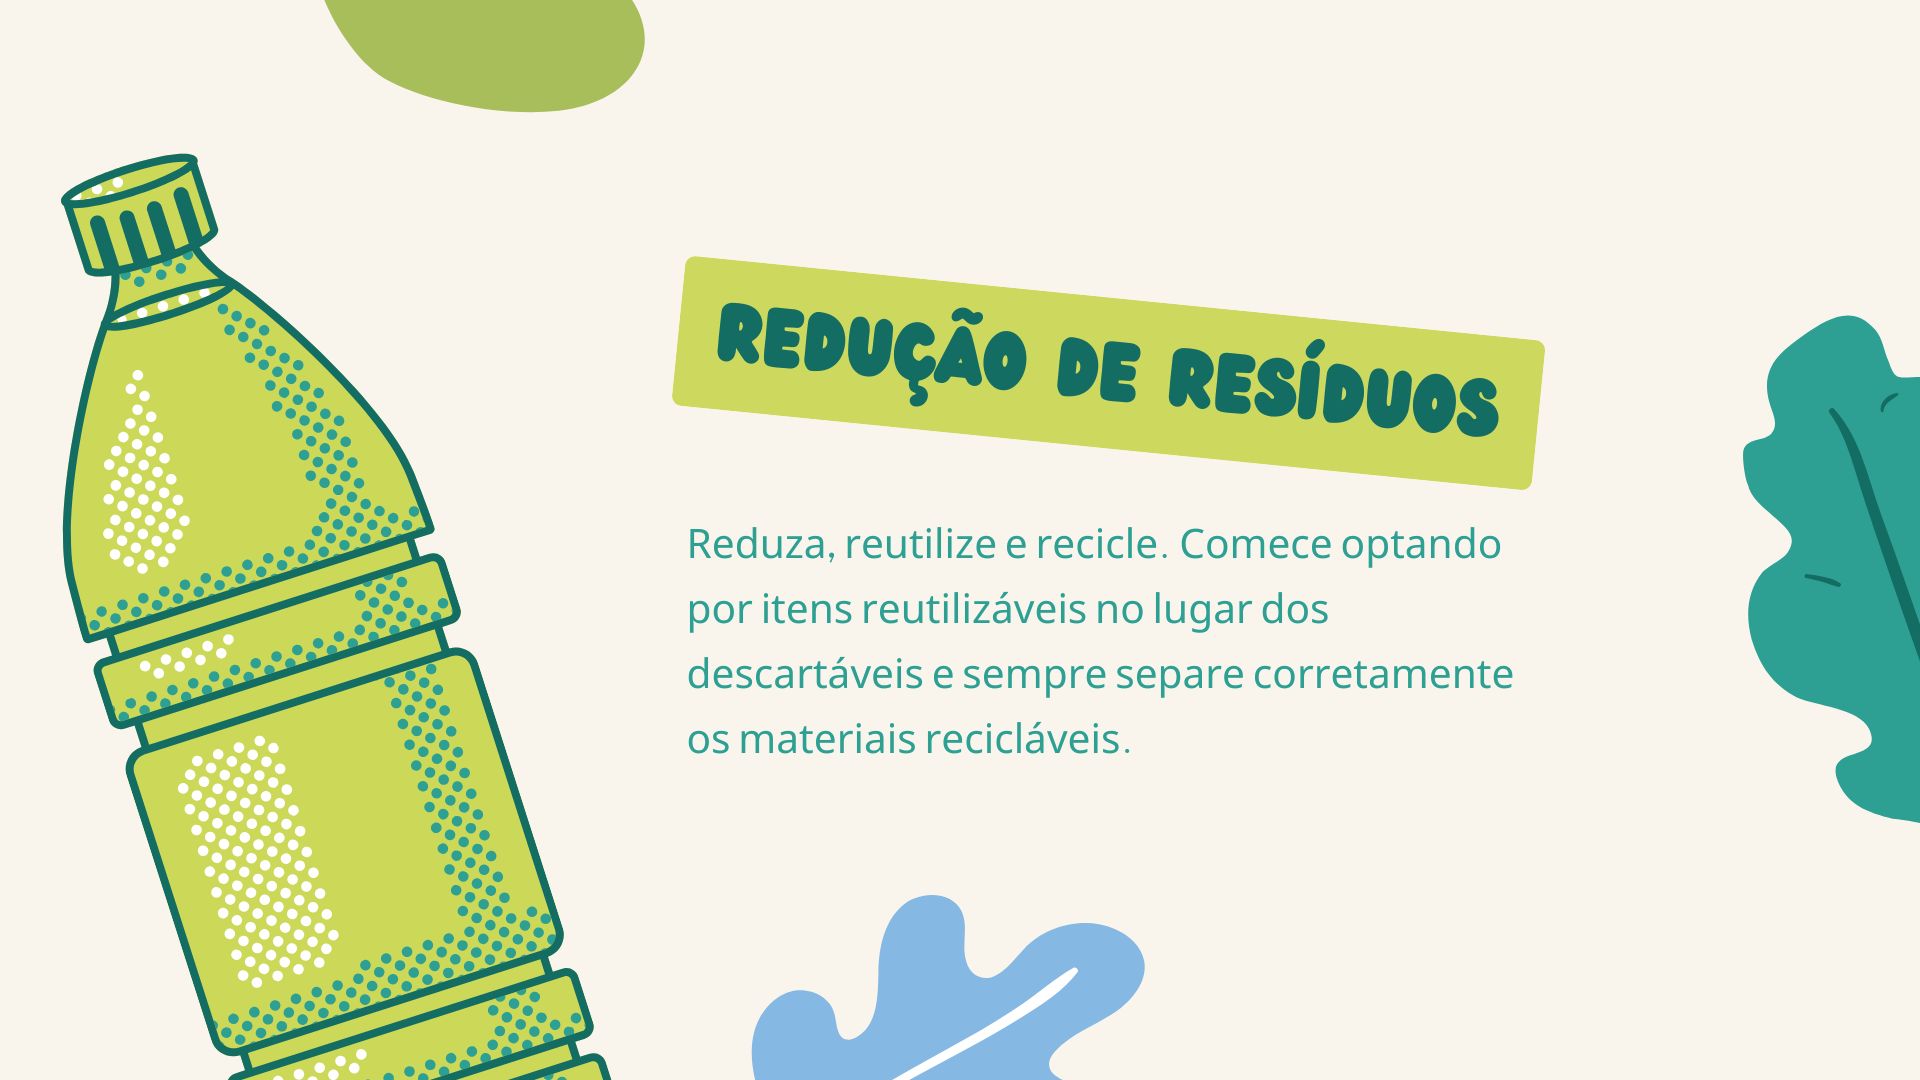 REDUÇÃO DE RESÍDUOS
Reduza, reutilize e recicle. Comece optando
por itens reutilizáveis no lugar dos
descartáveis e sempre separe corretamente
os materiais recicláveis.